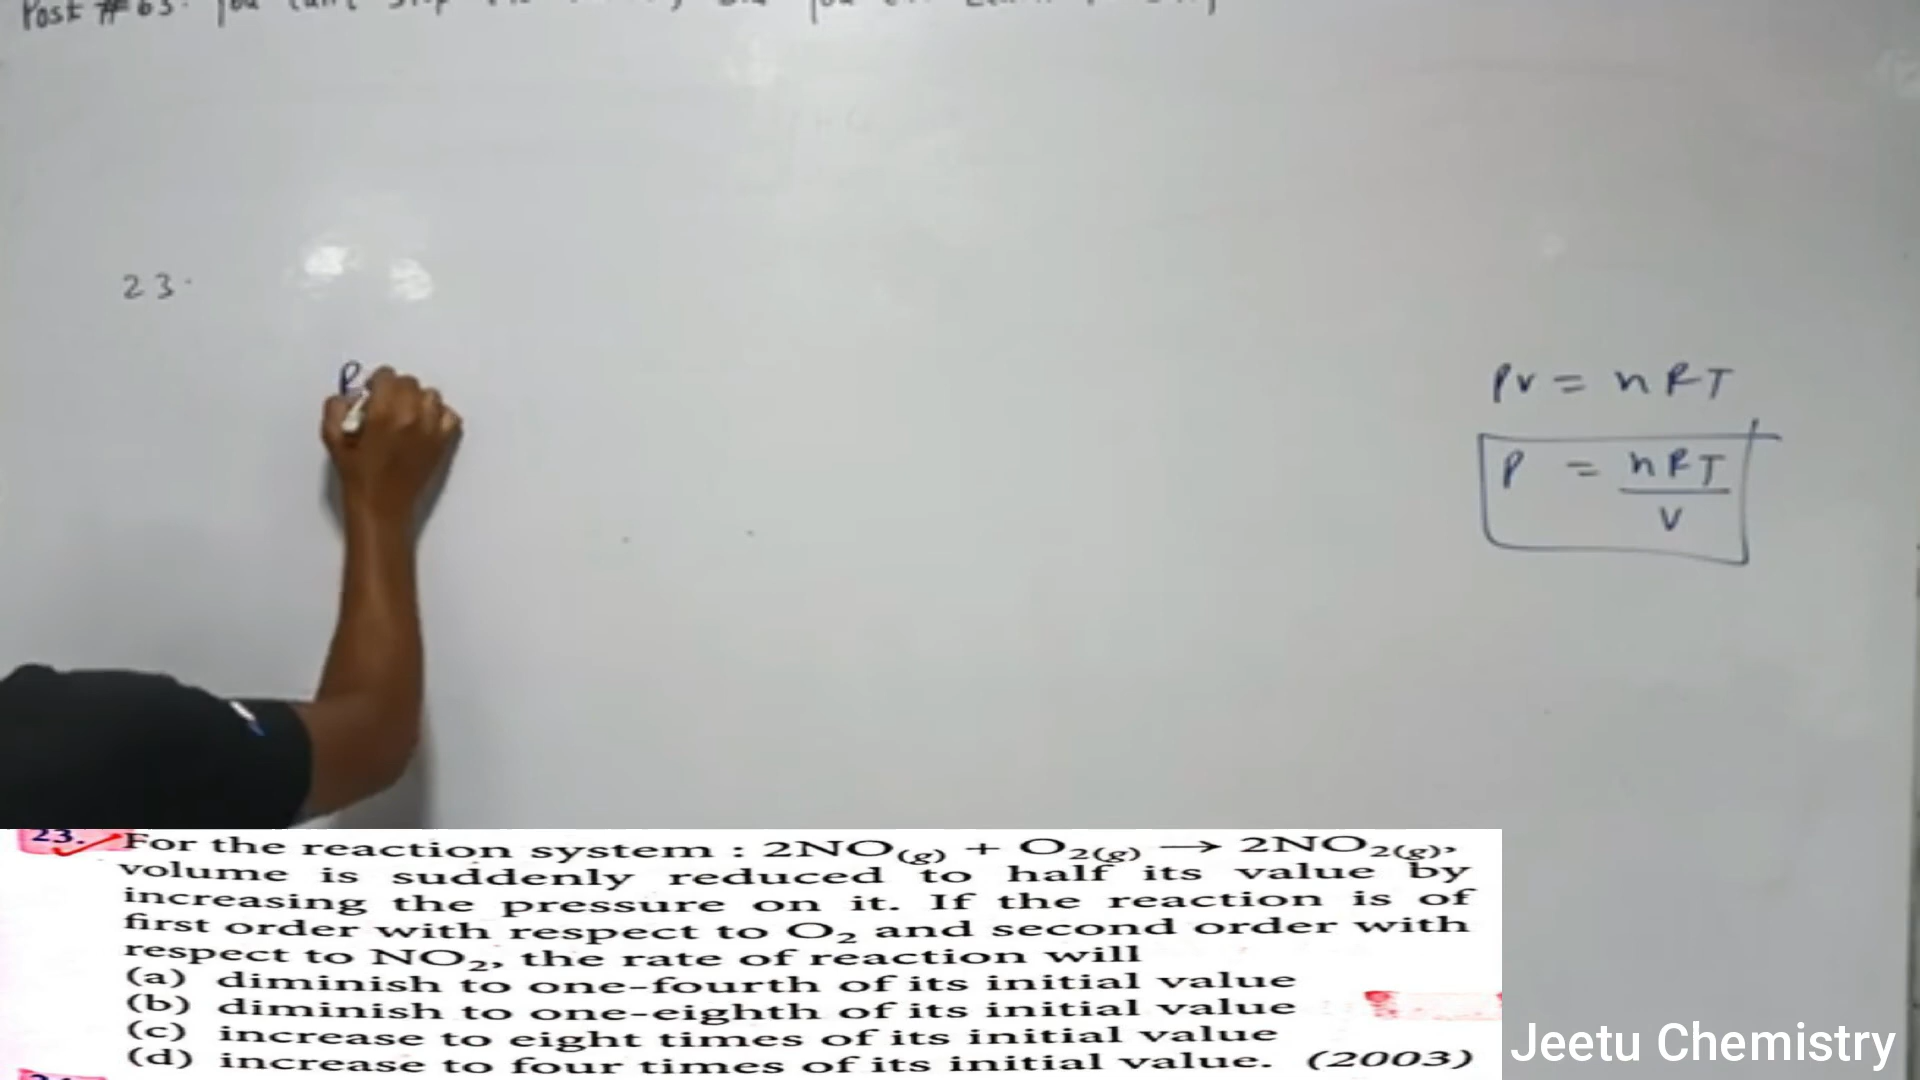 Post #63.
23.
P
PV = nRT
P = nRT
V
23. For the reaction system : 2NO(g) + O2(g) → 2NO2(g),
volume is suddenly reduced to half its value by
increasing the pressure on it. If the reaction is of
first order with respect to O2 and second order with
respect to NO2, the rate of reaction will
(a) diminish to one-fourth of its initial value
(b) diminish to one-eighth of its initial value
(c) increase to eight times of its initial value
(d) increase to four times of its initial value. (2003)
Jeetu Chemistry